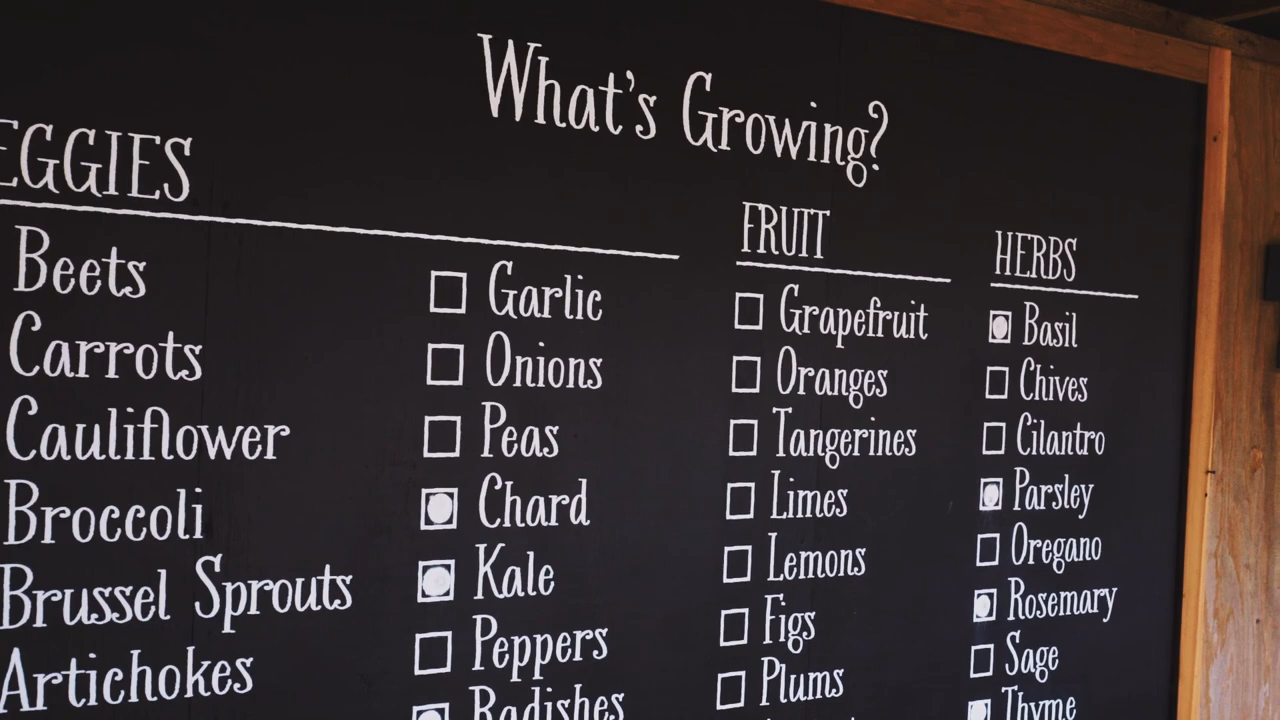 What's Growing?
EGGIES
Beets
Carrots
Cauliflower
Broccoli
Brussel Sprouts
Artichokes
Garlic
Onions
Peas
Chard
Kale
Peppers
Radishes
FRUIT
Grapefruit
Oranges
Tangerines
Limes
Lemons
Figs
Plums
HERBS
Basil
Chives
Cilantro
Parsley
Oregano
Rosemary
Sage
Thyme